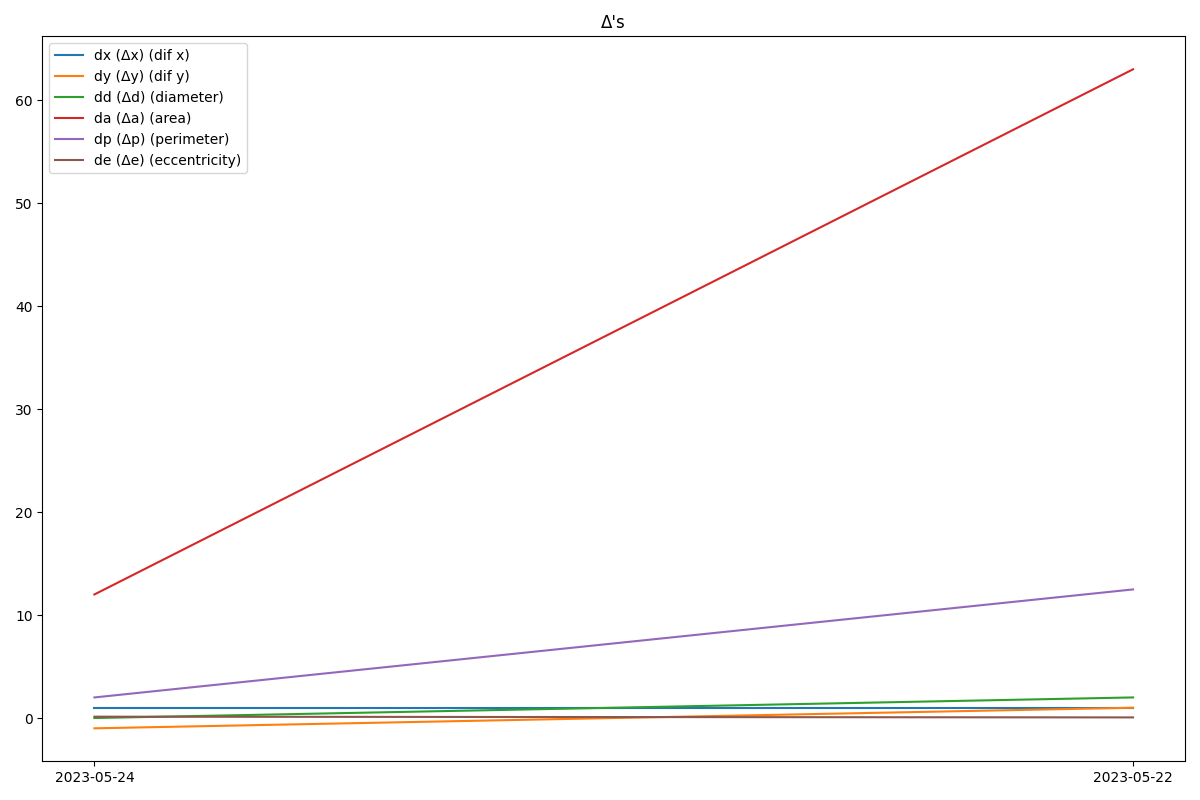 Δ's
dx (Δx) (dif x)
dy (Δy) (dif y)
dd (Δd) (diameter)
da (Δa) (area)
dp (Δp) (perimeter)
de (Δe) (eccentricity)
60
50
40
30
20
10
0
2023-05-24
2023-05-22